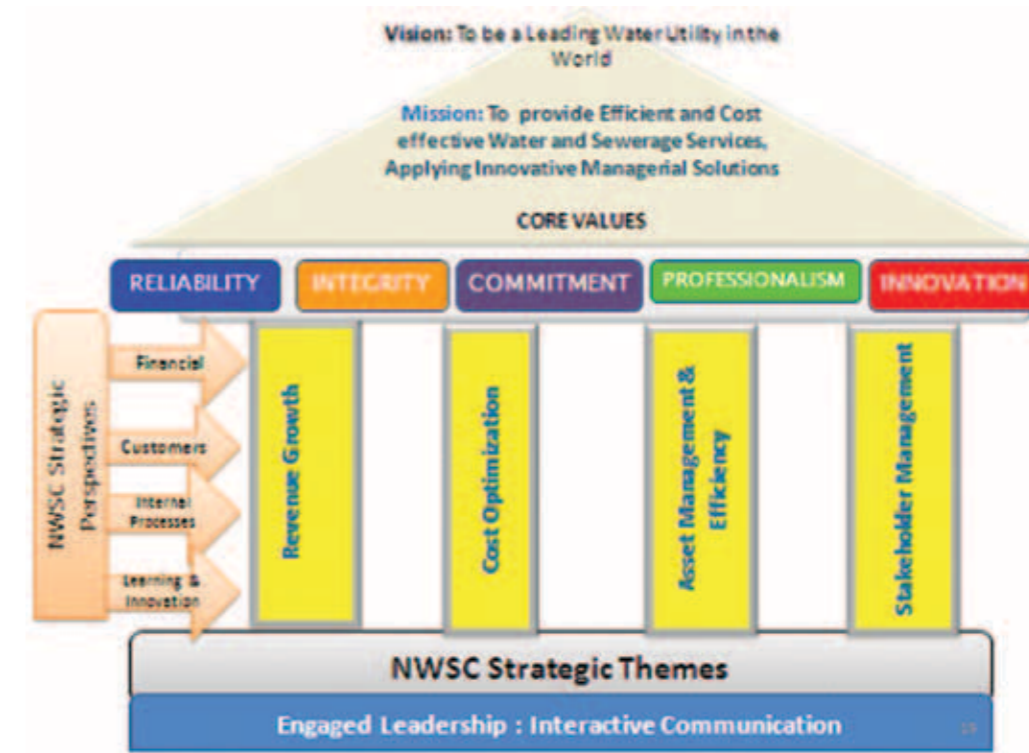 Vision: To be a Leading Water Utility in the
World
Mission: To provide Efficient and Cost
effective Water and Sewerage Services,
Applying Innovative Managerial Solutions
CORE VALUES
RELIABILITY
INTEGRITY
COMMITMENT
PROFESSIONALISM
INNOVATION
NWSC Strategic
Perspectives
Financial
Customers
Internal
Processes
Learning &
Innovation
Revenue Growth
Cost Optimization
Asset Management &
Efficiency
Stakeholder Management
NWSC Strategic Themes
Engaged Leadership : Interactive Communication